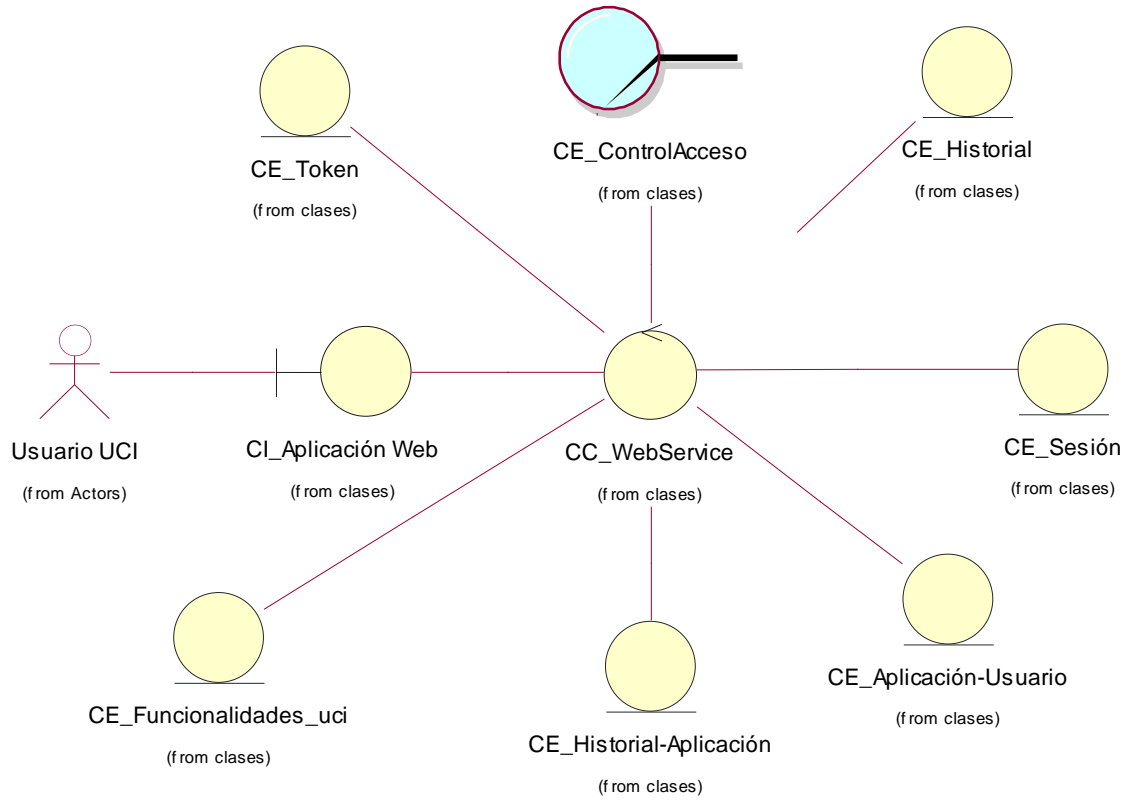 CE_ControlAcceso
(from clases)
CE_Historial
(from clases)
CE_Token
(from clases)
Usuario UCI
(from Actors)
CI_Aplicación Web
(from clases)
CC_WebService
(from clases)
CE_Sesión
(from clases)
CE_Funcionalidades_uci
(from clases)
CE_Historial-Aplicación
(from clases)
CE_Aplicación-Usuario
(from clases)